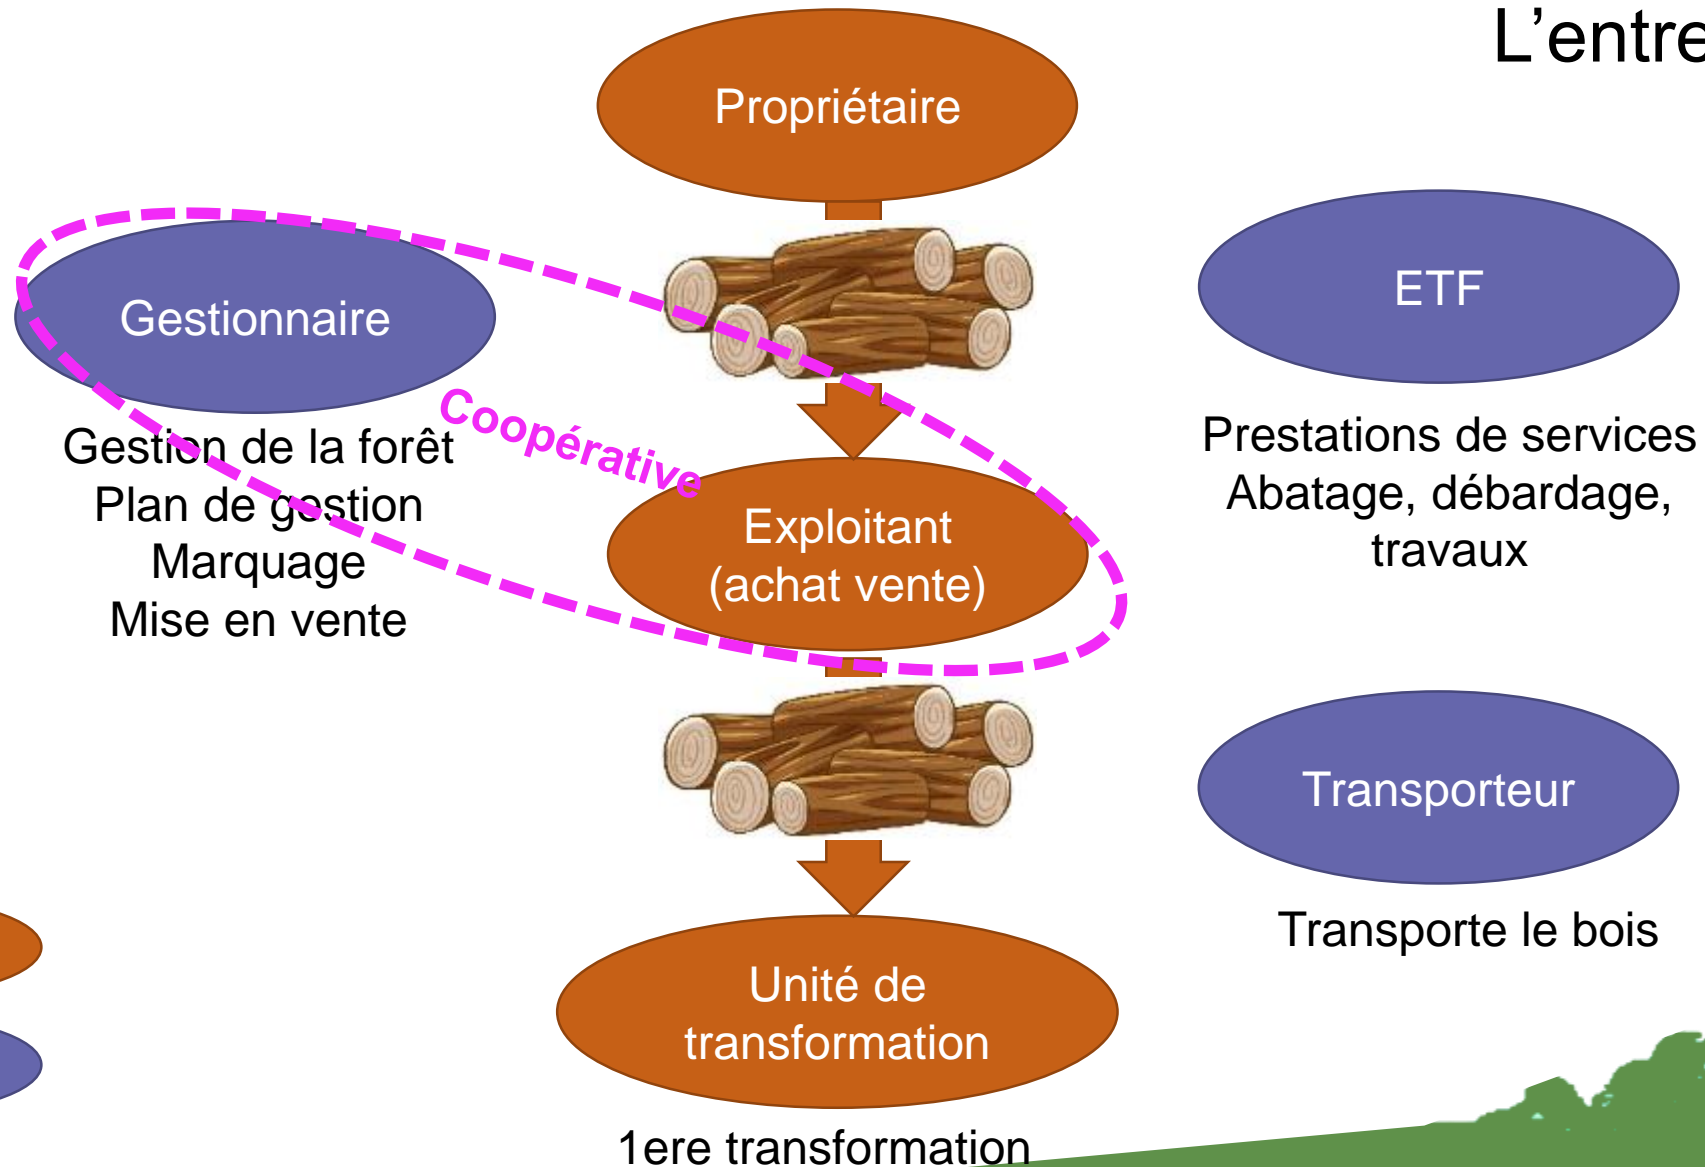 L'entre
Propriétaire
Gestionnaire
Gestion de la forêt
Plan de gestion
Marquage
Mise en vente
Coopérative
Exploitant
(achat vente)
ETF
Prestations de services
Abatage, débardage,
travaux
Transporteur
Transporte le bois
Unité de
transformation
1ere transformation